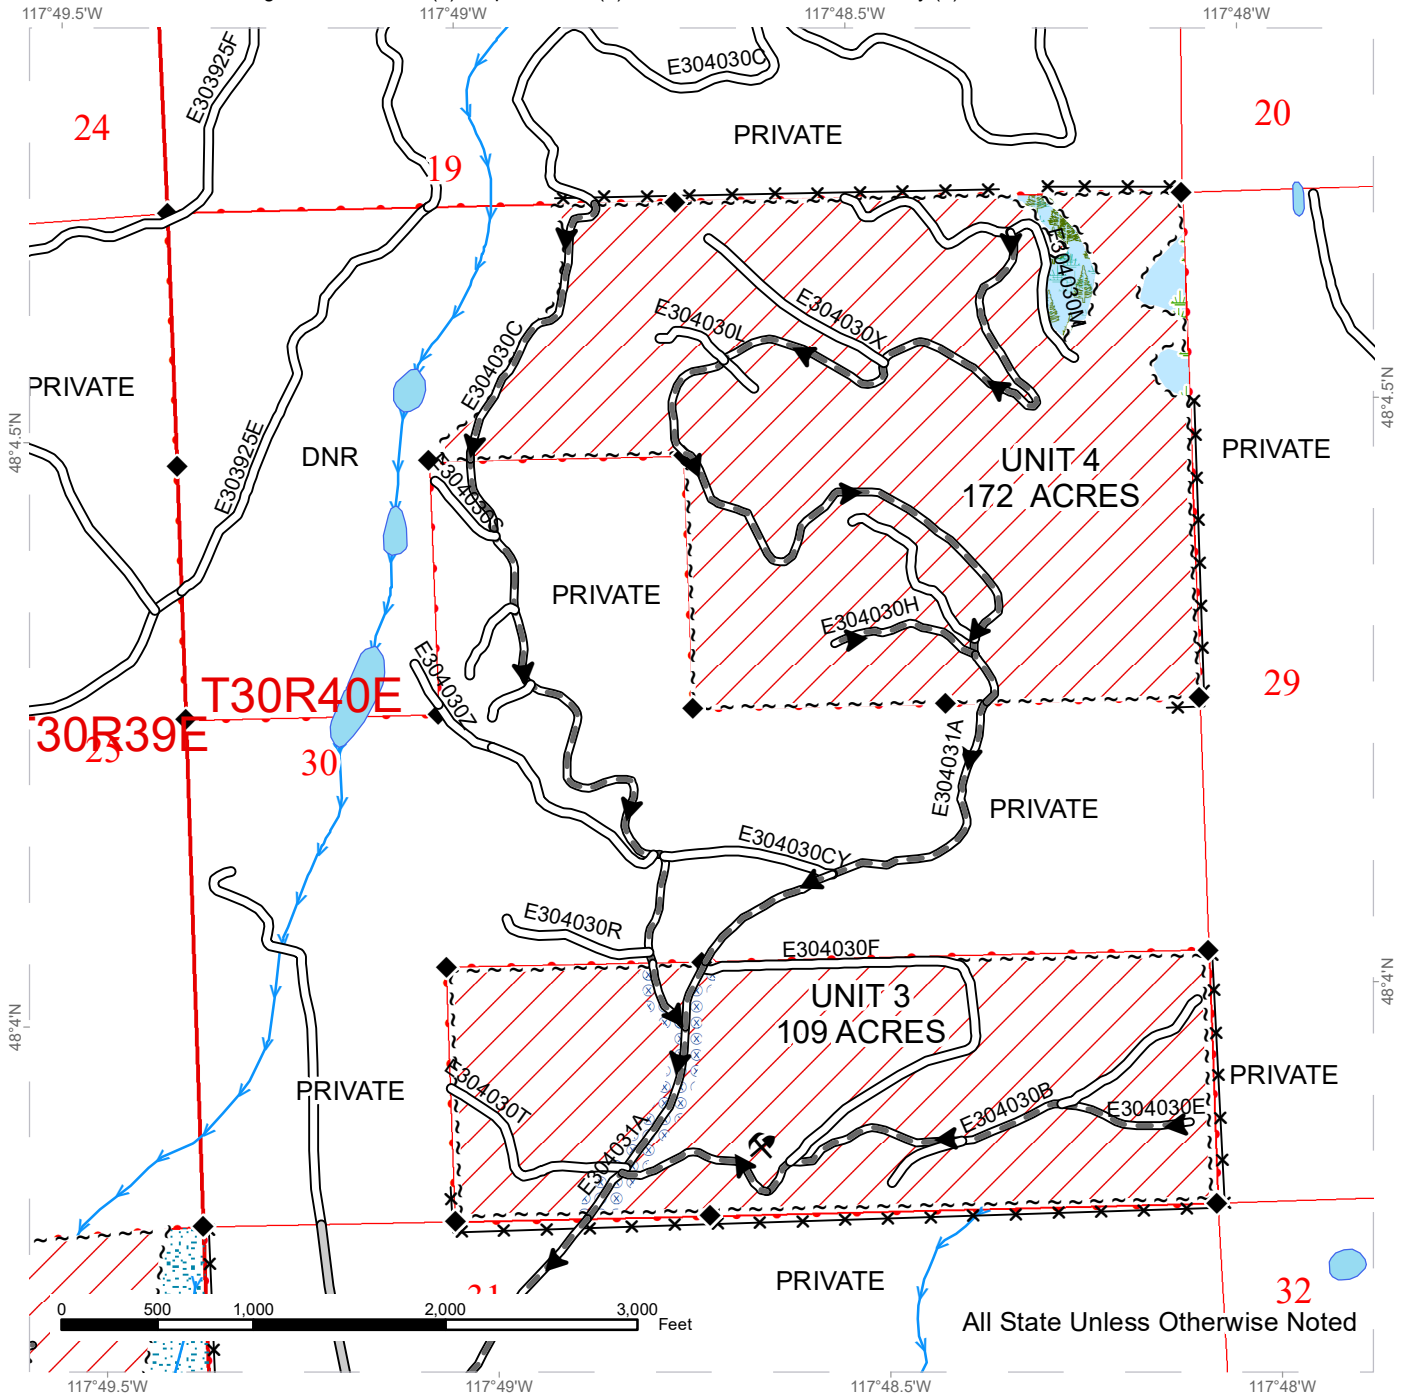 117°49.5'W
117°49'W
117°48.5'W
117°48'W
E303925F
E304030C
24
20
PRIVATE
19
E304030M
E304030X
E304030L
E304030C
PRIVATE
48°4.5'N
48°4.5'N
DNR
E303925E
UNIT 4
172 ACRES
PRIVATE
E304030S
PRIVATE
E304030H
E304030Z
T30R40E
30R39E
25
30
29
E304031A
PRIVATE
E304030CY
E304030R
E304030F
UNIT 3
109 ACRES
48°4'N
48°4'N
PRIVATE
E304030T
PRIVATE
E304030B
E304030E
E304031A
PRIVATE
31
32
0
500
1,000
2,000
3,000
Feet
All State Unless Otherwise Noted
117°49.5'W
117°49'W
117°48.5'W
117°48'W